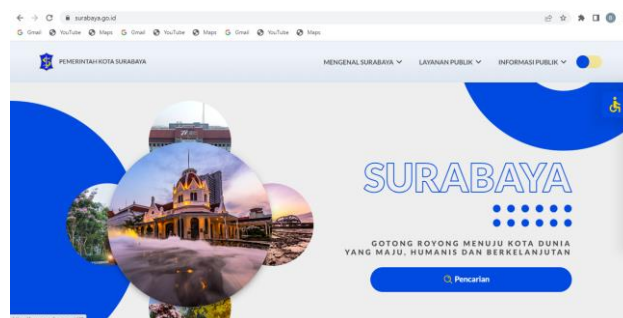 surabaya.go.id
Gmail YouTube Maps Gmail YouTube Maps Gmail YouTube Maps
PEMERINTAH KOTA SURABAYA
MENGENAL SURABAYA LAYANAN PUBLIK INFORMASI PUBLIK
SURABAYA
GOTONG ROYONG MENUJU KOTA DUNIA
YANG MAJU, HUMANIS DAN BERKELANJUTAN
Pencarian